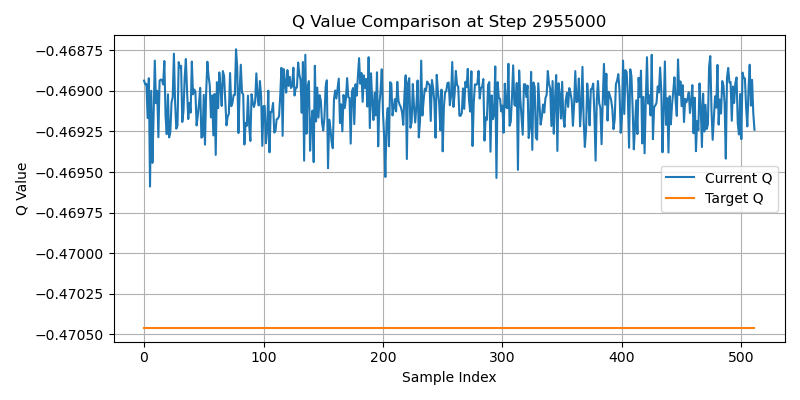 Q Value Comparison at Step 2955000
Q Value
−0.46875
−0.46900
−0.46925
−0.46950
−0.46975
−0.47000
−0.47025
−0.47050
Current Q
Target Q
0 100 200 300 400 500
Sample Index